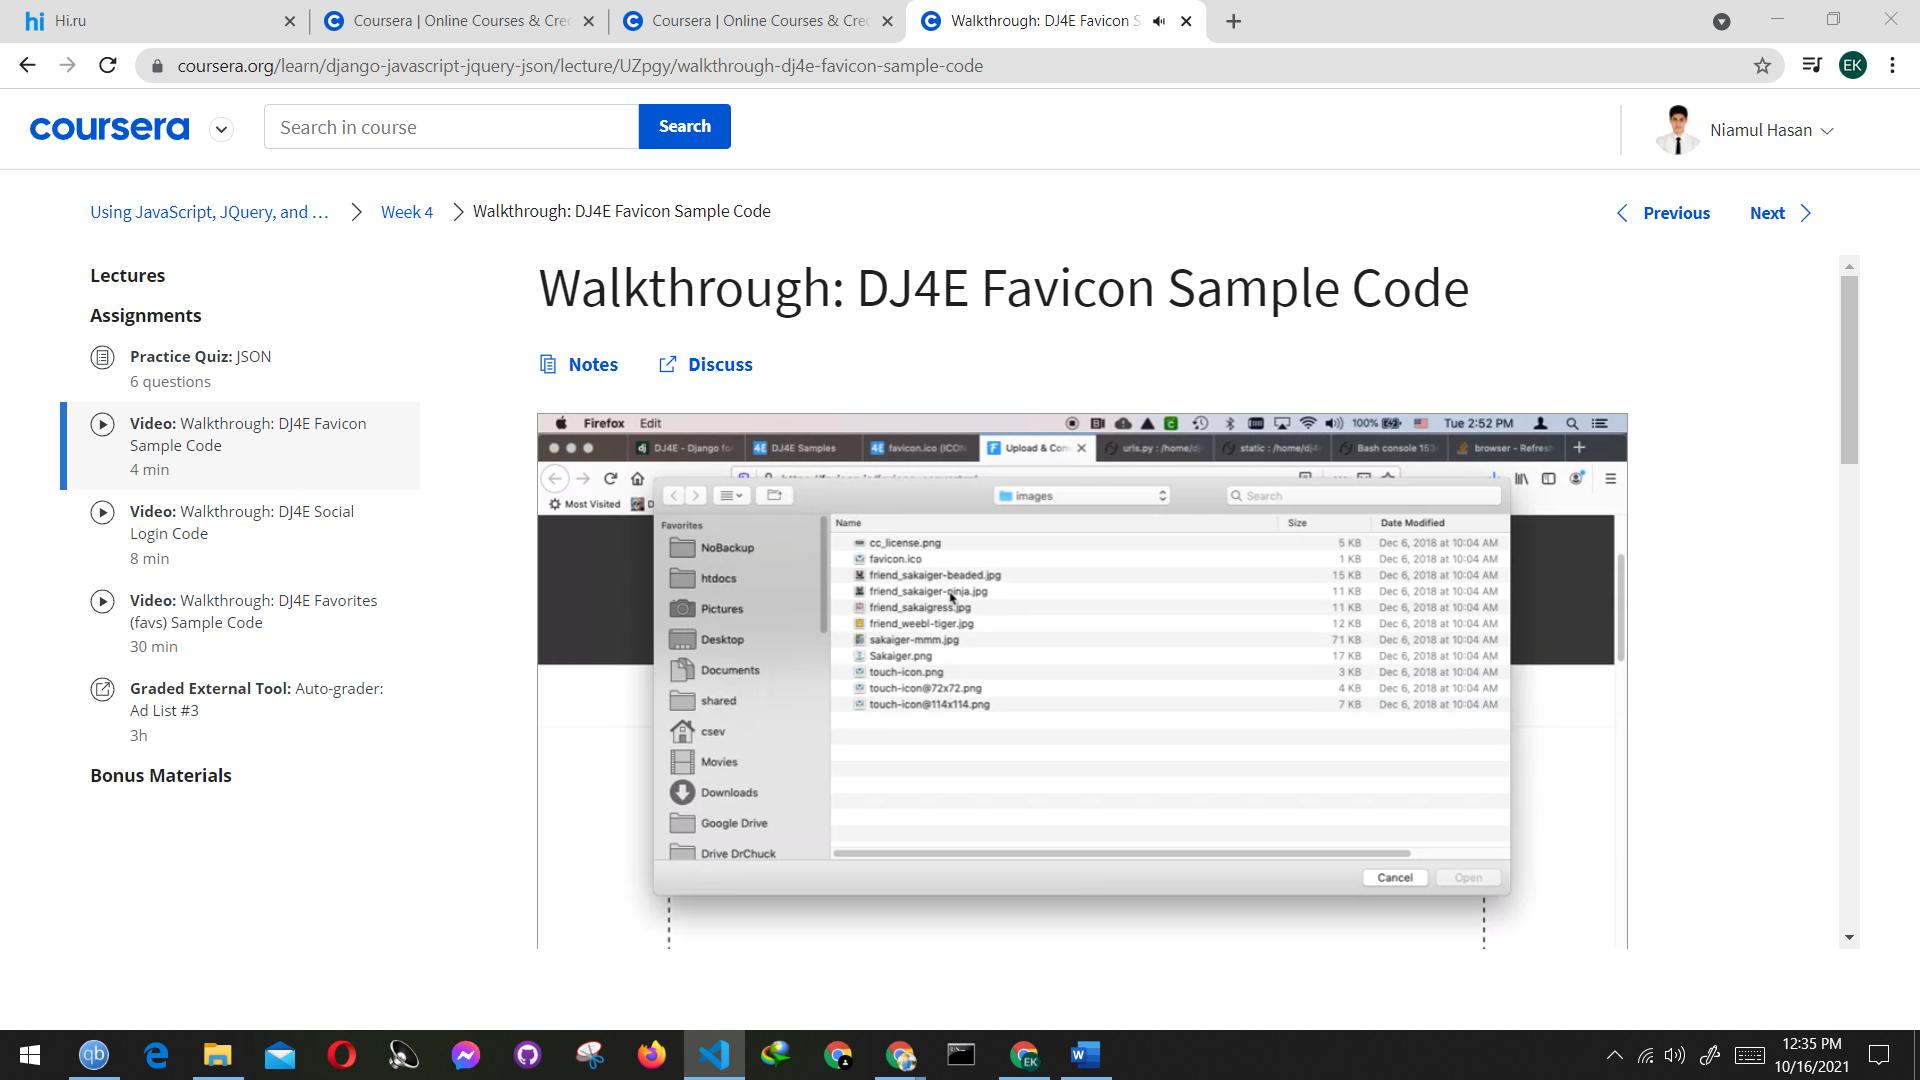 Hi.ru
Coursera | Online Courses & Cred
Coursera | Online Courses & Cred
Walkthrough: DJ4E Favicon S
coursera.org/learn/django-javascript-jquery-json/lecture/UZpgy/walkthrough-dj4e-favicon-sample-code
EK
coursera
Search in course
Search
Niamul Hasan
Using JavaScript, JQuery, and ...
Week 4
Walkthrough: DJ4E Favicon Sample Code
Previous
Next
Lectures
Assignments
Practice Quiz: JSON
6 questions
Video: Walkthrough: DJ4E Favicon
Sample Code
4 min
Video: Walkthrough: DJ4E Social
Login Code
8 min
Video: Walkthrough: DJ4E Favorites
(favs) Sample Code
30 min
Graded External Tool: Auto-grader:
Ad List #3
3h
Bonus Materials
Walkthrough: DJ4E Favicon Sample Code
Notes
Discuss
Firefox Edit
100%
Tue 2:52 PM
DJ4E - Django fo
DJ4E Samples
favicon.ico (ICON
Upload & Con
urls.py : /home/dj
static : /home/dj4
Bash console 153
browser - Refresh
Most Visited
images
Search
Favorites
NoBackup
htdocs
Pictures
Desktop
Documents
shared
csev
Movies
Downloads
Google Drive
Drive DrChuck
Name Size Date Modified
cc_license.png 5 KB Dec 6, 2018 at 10:04 AM
favicon.ico 1 KB Dec 6, 2018 at 10:04 AM
friend_sakaiger-beaded.jpg 15 KB Dec 6, 2018 at 10:04 AM
friend_sakaiger-ninja.jpg 11 KB Dec 6, 2018 at 10:04 AM
friend_sakaigress.jpg 11 KB Dec 6, 2018 at 10:04 AM
friend_weebl-tiger.jpg 12 KB Dec 6, 2018 at 10:04 AM
sakaiger-mmm.jpg 71 KB Dec 6, 2018 at 10:04 AM
Sakaiger.png 17 KB Dec 6, 2018 at 10:04 AM
touch-icon.png 3 KB Dec 6, 2018 at 10:04 AM
touch-icon@72x72.png 4 KB Dec 6, 2018 at 10:04 AM
touch-icon@114x114.png 7 KB Dec 6, 2018 at 10:04 AM
Cancel
Open
12:35 PM
10/16/2021